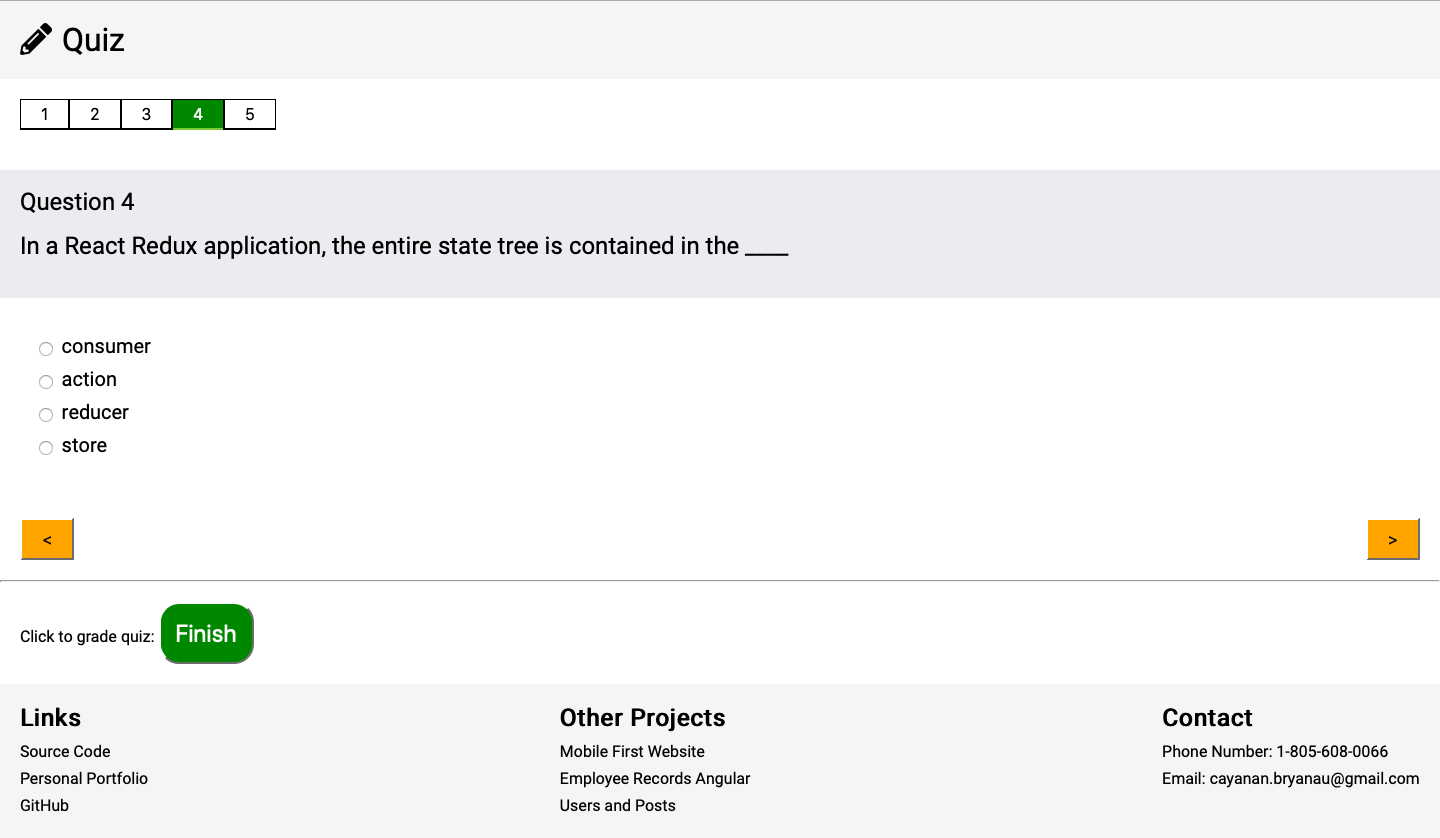 Quiz
1 2 3 4 5
Question 4
In a React Redux application, the entire state tree is contained in the ____
consumer
action
reducer
store
< >
Click to grade quiz: Finish
Links
Source Code
Personal Portfolio
GitHub
Other Projects
Mobile First Website
Employee Records Angular
Users and Posts
Contact
Phone Number: 1-805-608-0066
Email: cayanan.bryanau@gmail.com